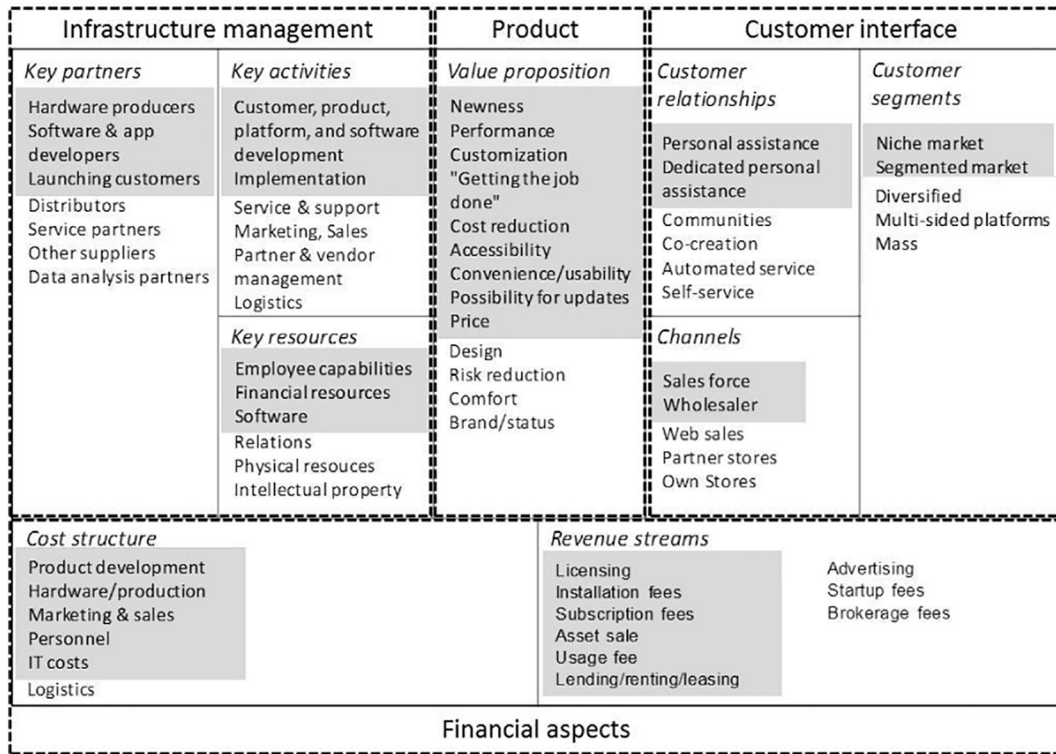 Infrastructure management
Product
Customer interface
Key partners
Hardware producers
Software & app
developers
Launching customers
Distributors
Service partners
Other suppliers
Data analysis partners
Key activities
Customer, product,
platform, and software
development
Implementation
Service & support
Marketing, Sales
Partner & vendor
management
Logistics
Key resources
Employee capabilities
Financial resources
Software
Relations
Physical resouces
Intellectual property
Value proposition
Newness
Performance
Customization
"Getting the job
done"
Cost reduction
Accessibility
Convenience/usability
Possibility for updates
Price
Design
Risk reduction
Comfort
Brand/status
Customer
relationships
Personal assistance
Dedicated personal
assistance
Communities
Co-creation
Automated service
Self-service
Channels
Sales force
Wholesaler
Web sales
Partner stores
Own Stores
Customer
segments
Niche market
Segmented market
Diversified
Multi-sided platforms
Mass
Cost structure
Product development
Hardware/production
Marketing & sales
Personnel
IT costs
Logistics
Revenue streams
Licensing
Installation fees
Subscription fees
Asset sale
Usage fee
Lending/renting/leasing
Advertising
Startup fees
Brokerage fees
Financial aspects